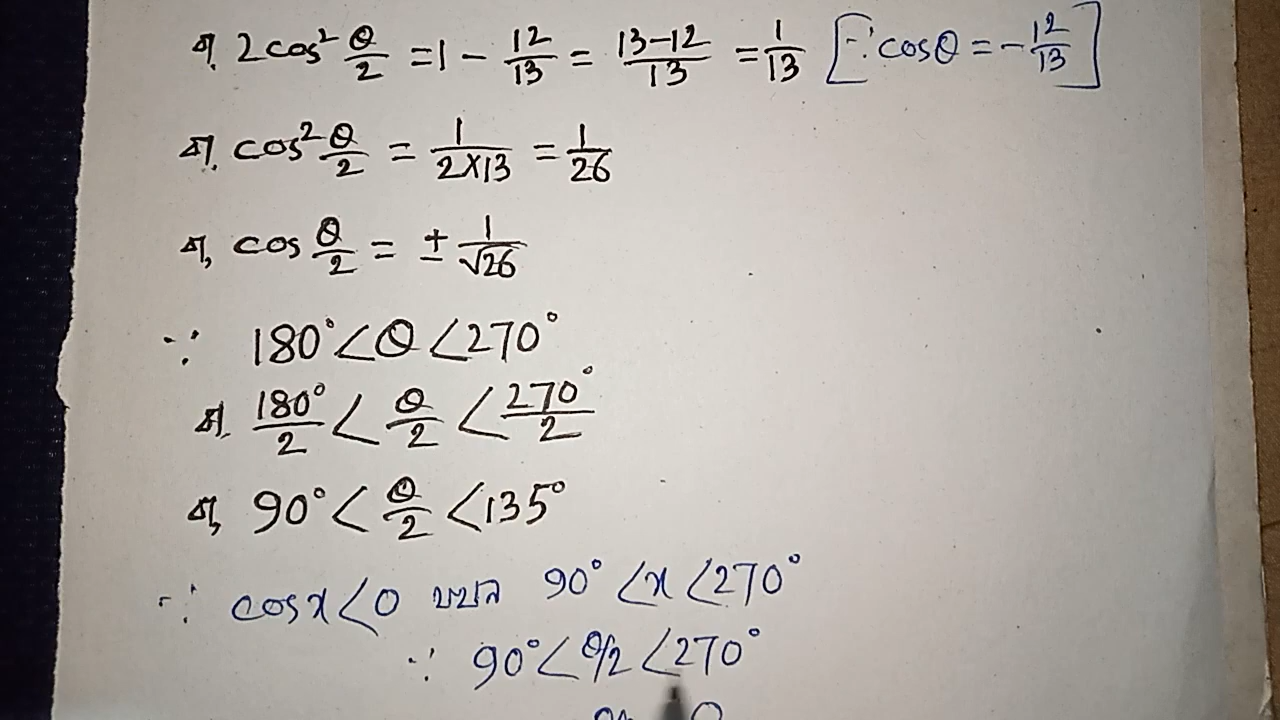 বা, 2cos² θ/2 = 1 - 12/13 = 13-12/13 = 1/13 [∵ cosθ = -12/13]
বা, cos² θ/2 = 1/2×13 = 1/26
বা, cos θ/2 = ± 1/√26
∵ 180° < θ < 270°
বা, 180°/2 < θ/2 < 270°/2
বা, 90° < θ/2 < 135°
∵ cosx < 0 যখন 90° < x < 270°
∵ 90° < θ/2 < 270°